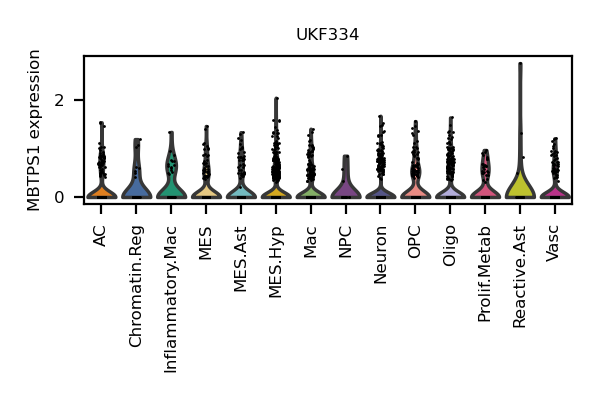 UKF334
MBTPS1 expression
2
0
AC
Chromatin.Reg
Inflammatory.Mac
MES
MES.Ast
MES.Hyp
Mac
NPC
Neuron
OPC
Oligo
Prolif.Metab
Reactive.Ast
Vasc